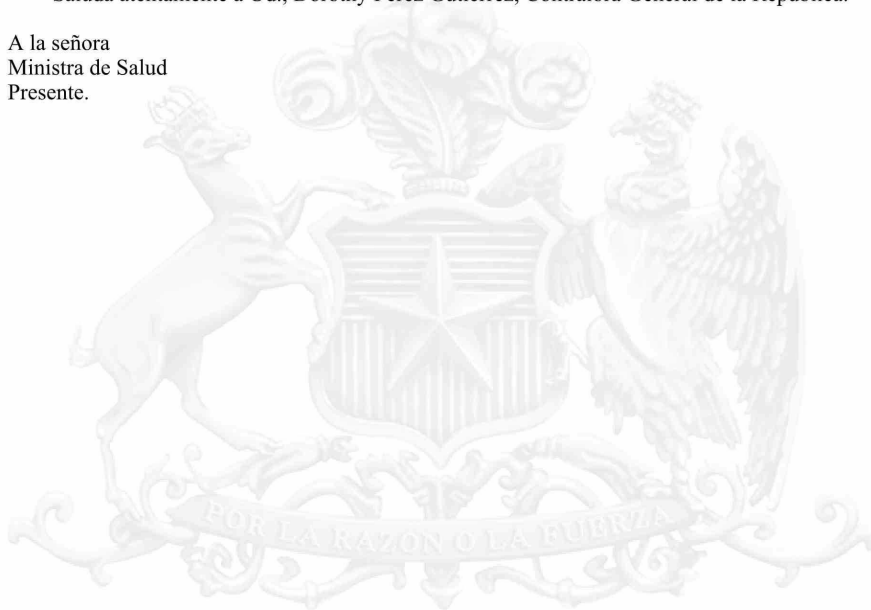 Saluda atentamente a Ud., Dorothy Pérez Gutiérrez, Contralora General de la República.
A la señora
Ministra de Salud
Presente.
POR LA RAZÓN O LA FUERZA